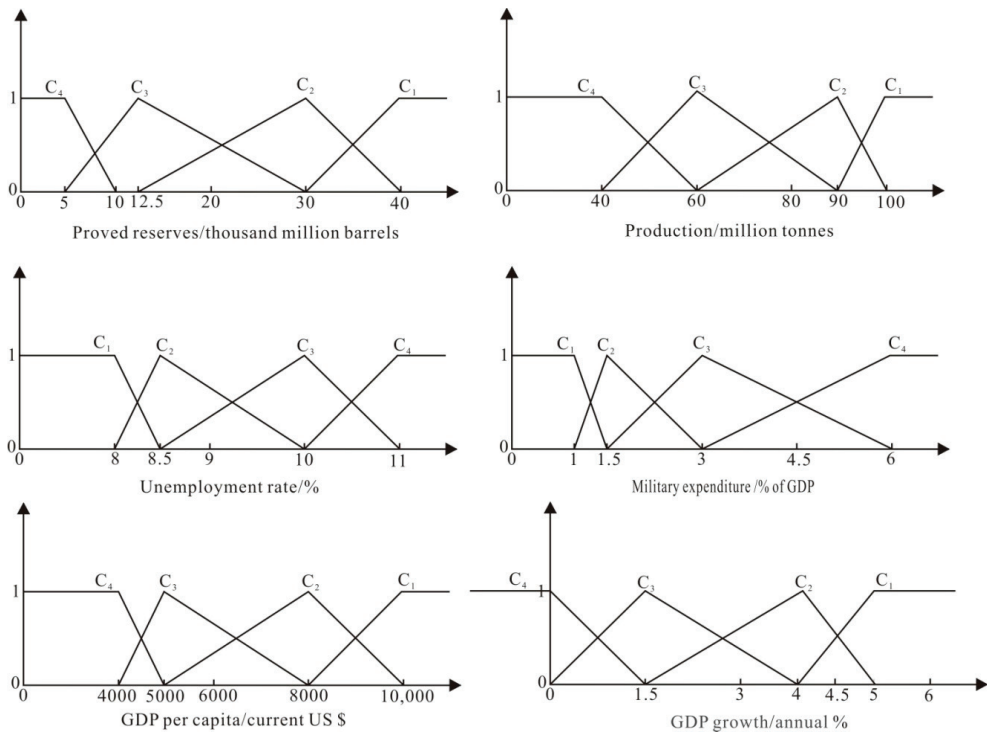 C₄ C₃ C₂ C₁
1
0
0 5 10 12.5 20 30 40
Proved reserves/thousand million barrels
C₄ C₃ C₂ C₁
1
0
0 40 60 80 90 100
Production/million tonnes
C₁ C₂ C₃ C₄
1
0
0 8 8.5 9 10 11
Unemployment rate/%
C₁ C₂ C₃ C₄
1
0
0 1 1.5 3 4.5 6
Military expenditure /% of GDP
C₄ C₃ C₂ C₁
1
0
0 4000 5000 6000 8000 10,000
GDP per capita/current US $
C₄ C₃ C₂ C₁
1
0
0 1.5 3 4 4.5 5 6
GDP growth/annual %